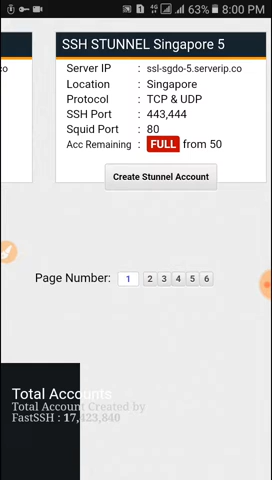 63% 8:00 PM
co
SSH STUNNEL Singapore 5
Server IP : ssl-sgdo-5.serverip.co
Location : Singapore
Protocol : TCP & UDP
SSH Port : 443,444
Squid Port : 80
Acc Remaining : FULL from 50
Create Stunnel Account
Page Number: 1 2 3 4 5 6
Total Accounts
Total Account Created by
FastSSH : 17,423,840